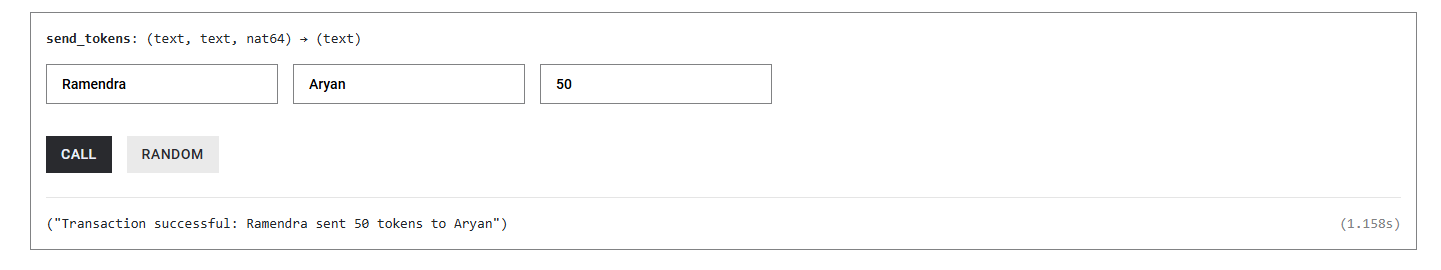 send_tokens: (text, text, nat64) → (text)
Ramendra Aryan 50
CALL RANDOM
("Transaction successful: Ramendra sent 50 tokens to Aryan") (1.158s)